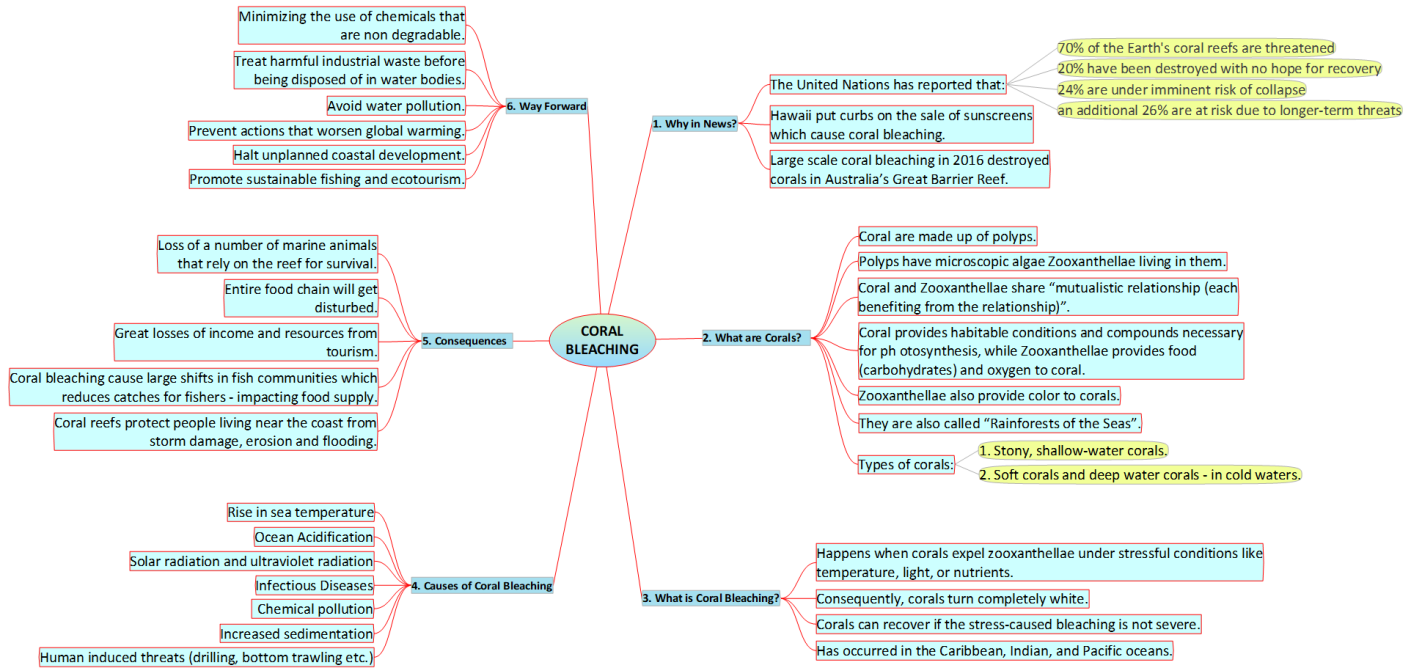 CORAL
BLEACHING
1. Why in News?
The United Nations has reported that:
70% of the Earth's coral reefs are threatened
20% have been destroyed with no hope for recovery
24% are under imminent risk of collapse
an additional 26% are at risk due to longer-term threats
Hawaii put curbs on the sale of sunscreens
which cause coral bleaching.
Large scale coral bleaching in 2016 destroyed
corals in Australia’s Great Barrier Reef.
2. What are Corals?
Coral are made up of polyps.
Polyps have microscopic algae Zooxanthellae living in them.
Coral and Zooxanthellae share “mutualistic relationship (each
benefiting from the relationship)”.
Coral provides habitable conditions and compounds necessary
for ph otosynthesis, while Zooxanthellae provides food
(carbohydrates) and oxygen to coral.
Zooxanthellae also provide color to corals.
They are also called “Rainforests of the Seas”.
Types of corals:
1. Stony, shallow-water corals.
2. Soft corals and deep water corals - in cold waters.
3. What is Coral Bleaching?
Happens when corals expel zooxanthellae under stressful conditions like
temperature, light, or nutrients.
Consequently, corals turn completely white.
Corals can recover if the stress-caused bleaching is not severe.
Has occurred in the Caribbean, Indian, and Pacific oceans.
4. Causes of Coral Bleaching
Rise in sea temperature
Ocean Acidification
Solar radiation and ultraviolet radiation
Infectious Diseases
Chemical pollution
Increased sedimentation
Human induced threats (drilling, bottom trawling etc.)
5. Consequences
Loss of a number of marine animals
that rely on the reef for survival.
Entire food chain will get
disturbed.
Great losses of income and resources from
tourism.
Coral bleaching cause large shifts in fish communities which
reduces catches for fishers - impacting food supply.
Coral reefs protect people living near the coast from
storm damage, erosion and flooding.
6. Way Forward
Minimizing the use of chemicals that
are non degradable.
Treat harmful industrial waste before
being disposed of in water bodies.
Avoid water pollution.
Prevent actions that worsen global warming.
Halt unplanned coastal development.
Promote sustainable fishing and ecotourism.